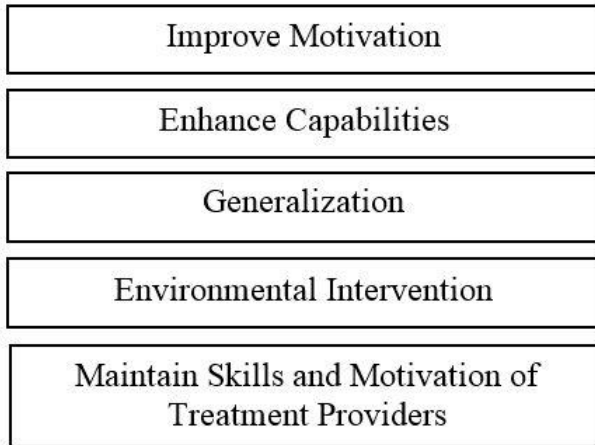 Improve Motivation
Enhance Capabilities
Generalization
Environmental Intervention
Maintain Skills and Motivation of
Treatment Providers